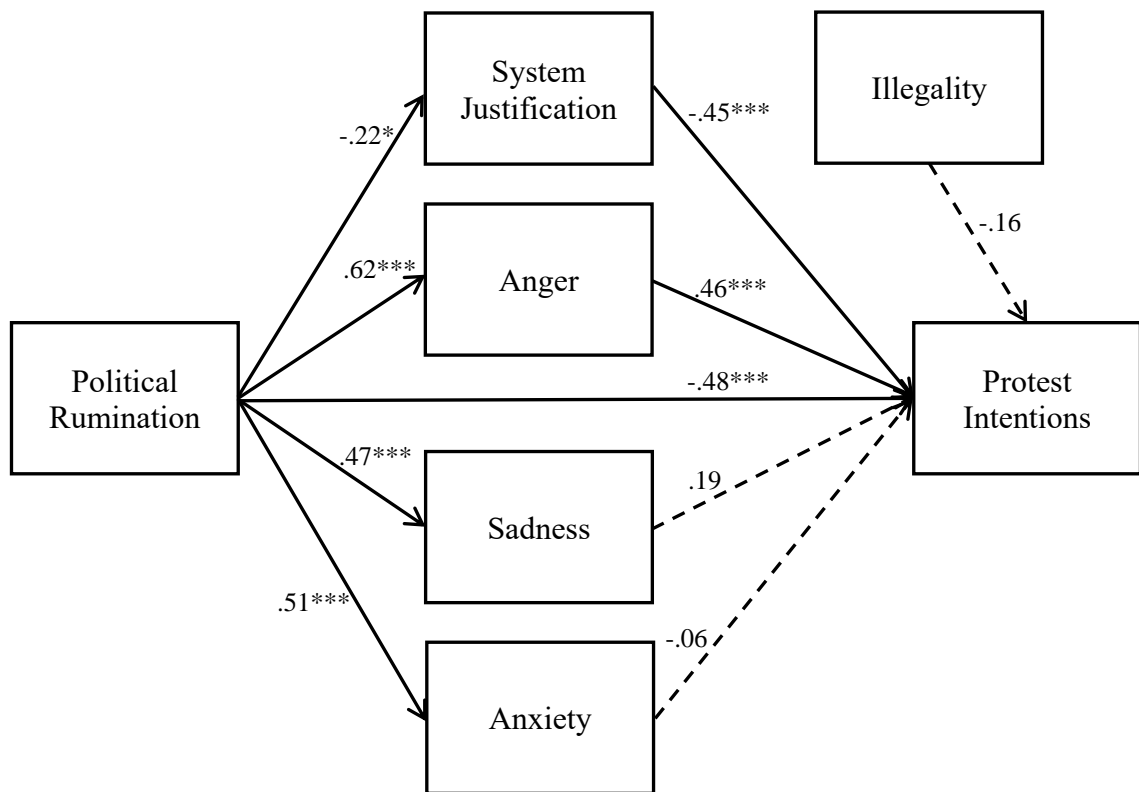 System
Justification
Illegality
-.22*
-.45***
-.16
.62***
Anger
.46***
Political
Rumination
-.48***
Protest
Intentions
.47***
Sadness
.19
.51***
Anxiety
-.06